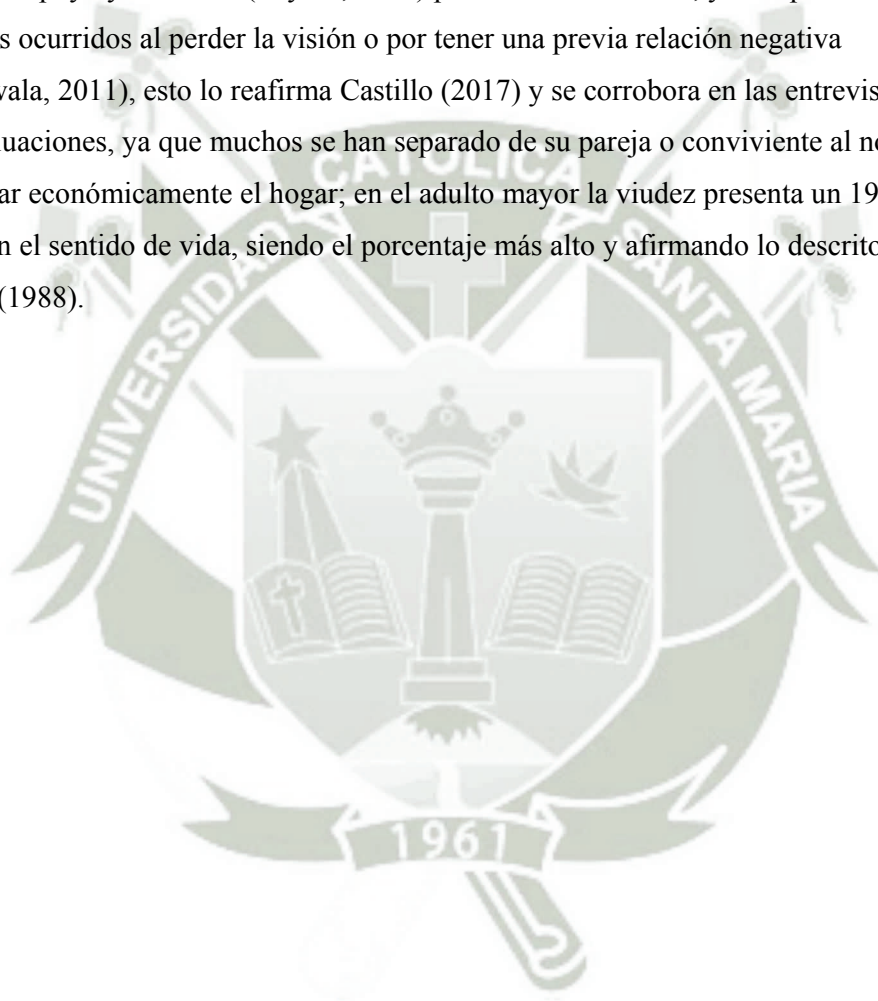 s ocurridos al perder la visión o por tener una previa relación negativa
vala, 2011), esto lo reafirma Castillo (2017) y se corrobora en las entrevis
uaciones, ya que muchos se han separado de su pareja o conviviente al n
ar económicamente el hogar; en el adulto mayor la viudez presenta un 19
n el sentido de vida, siendo el porcentaje más alto y afirmando lo descrito
(1988).
UNIVERSIDAD CATOLICA SANTA MARIA
1961